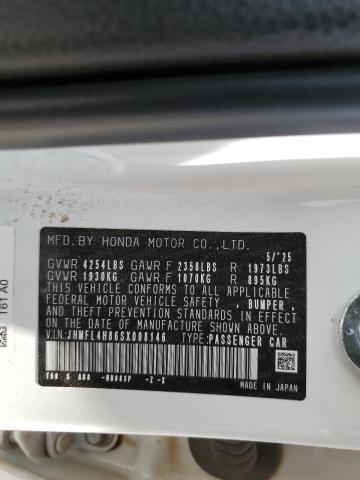 MFD.BY HONDA MOTOR CO.,LTD.
5/'25
GVWR 4254LBS GAWR F 2358LBS R 1973LBS
GVWR 1930KG GAWR F 1070KG R 895KG
THIS VEHICLE CONFORMS TO ALL APPLICABLE
FEDERAL MOTOR VEHICLE SAFETY, BUMPER,
AND THEFT PREVENTION STANDARDS IN EFFECT
ON THE DATE OF MANUFACTURE SHOWN ABOVE.
V.I.N: JHMFL4H86SX008146 TYPE:PASSENGER CAR
-Z -X
MADE IN JAPAN
161 A0